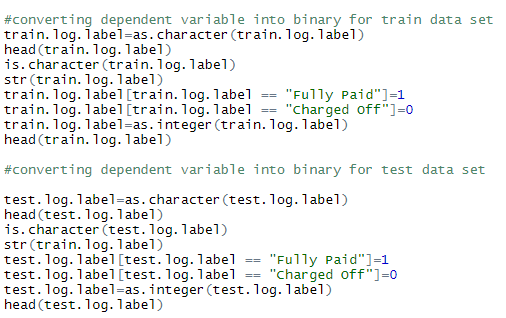 #converting dependent variable into binary for train data set
train.log.label=as.character(train.log.label)
head(train.log.label)
is.character(train.log.label)
str(train.log.label)
train.log.label[train.log.label == "Fully Paid"]=1
train.log.label[train.log.label == "Charged Off"]=0
train.log.label=as.integer(train.log.label)
head(train.log.label)
#converting dependent variable into binary for test data set
test.log.label=as.character(test.log.label)
head(test.log.label)
is.character(test.log.label)
str(train.log.label)
test.log.label[test.log.label == "Fully Paid"]=1
test.log.label[test.log.label == "Charged Off"]=0
test.log.label=as.integer(test.log.label)
head(test.log.label)